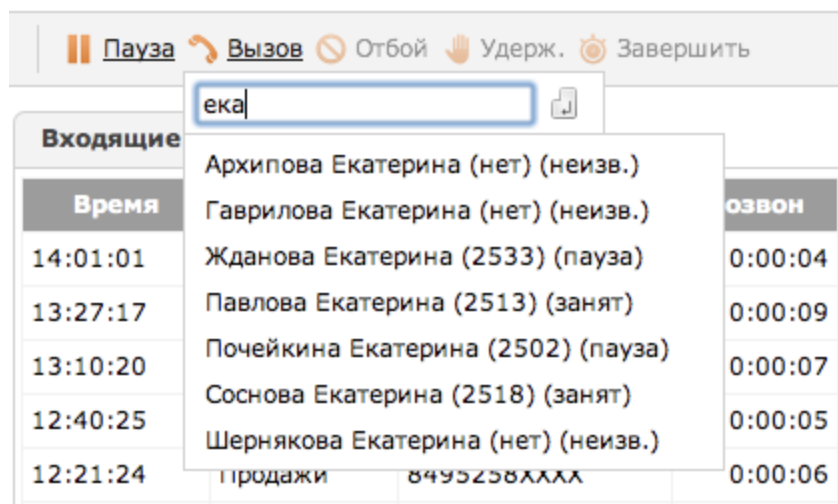 Пауза Вызов Отбой Удерж. Завершить
ека
Входящие
Архипова Екатерина (нет) (неизв.)
Гаврилова Екатерина (нет) (неизв.)
Жданова Екатерина (2533) (пауза)
Павлова Екатерина (2513) (занят)
Почейкина Екатерина (2502) (пауза)
Соснова Екатерина (2518) (занят)
Шернякова Екатерина (нет) (неизв.)
Время озвон
14:01:01 0:00:04
13:27:17 0:00:09
13:10:20 0:00:07
12:40:25 0:00:05
12:21:24 Продажи 8495258XXXX 0:00:06